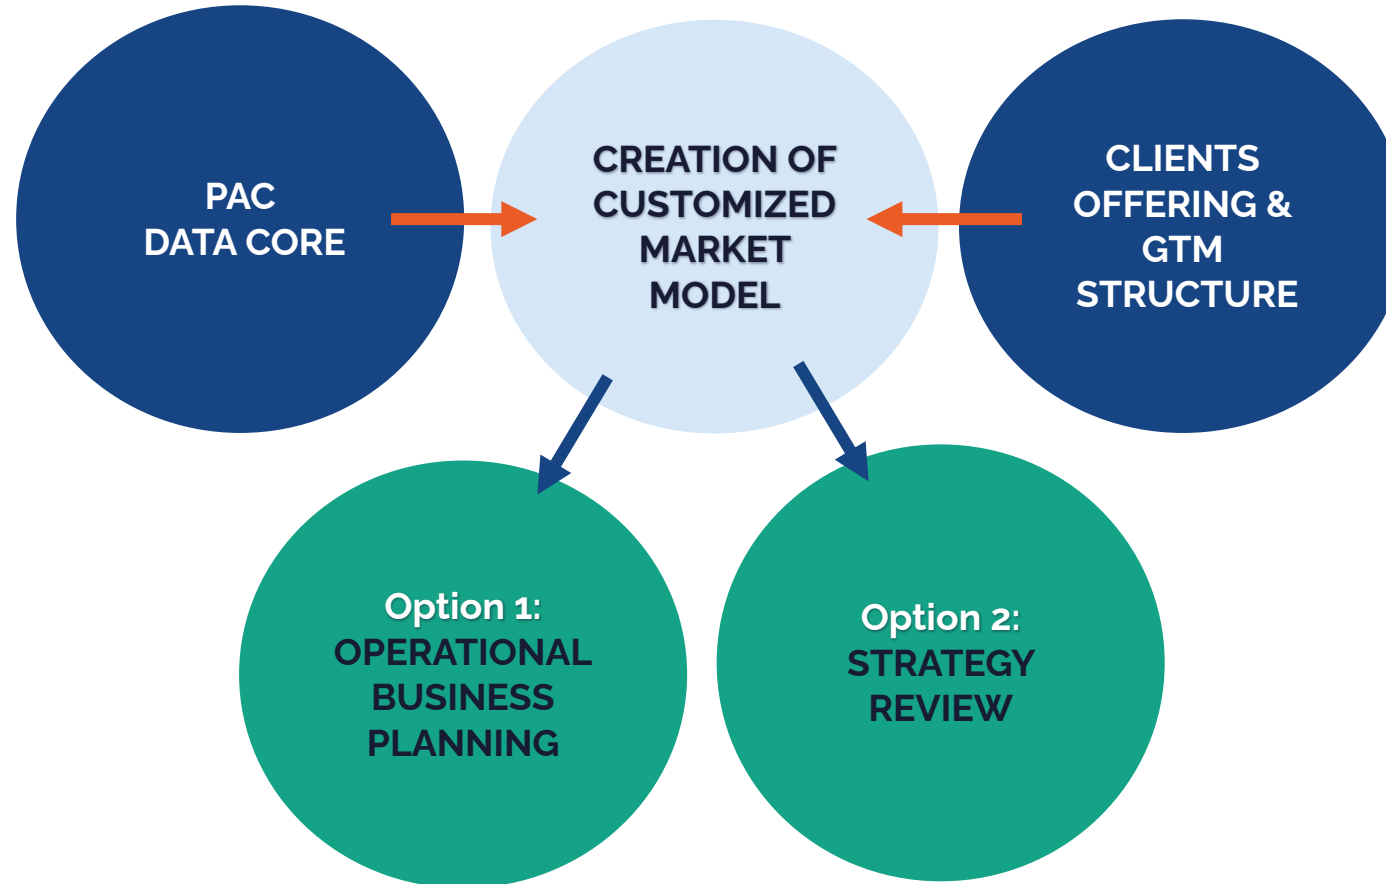 PAC
DATA CORE
CREATION OF
CUSTOMIZED
MARKET
MODEL
CLIENTS
OFFERING &
GTM
STRUCTURE
Option 1:
OPERATIONAL
BUSINESS
PLANNING
Option 2:
STRATEGY
REVIEW